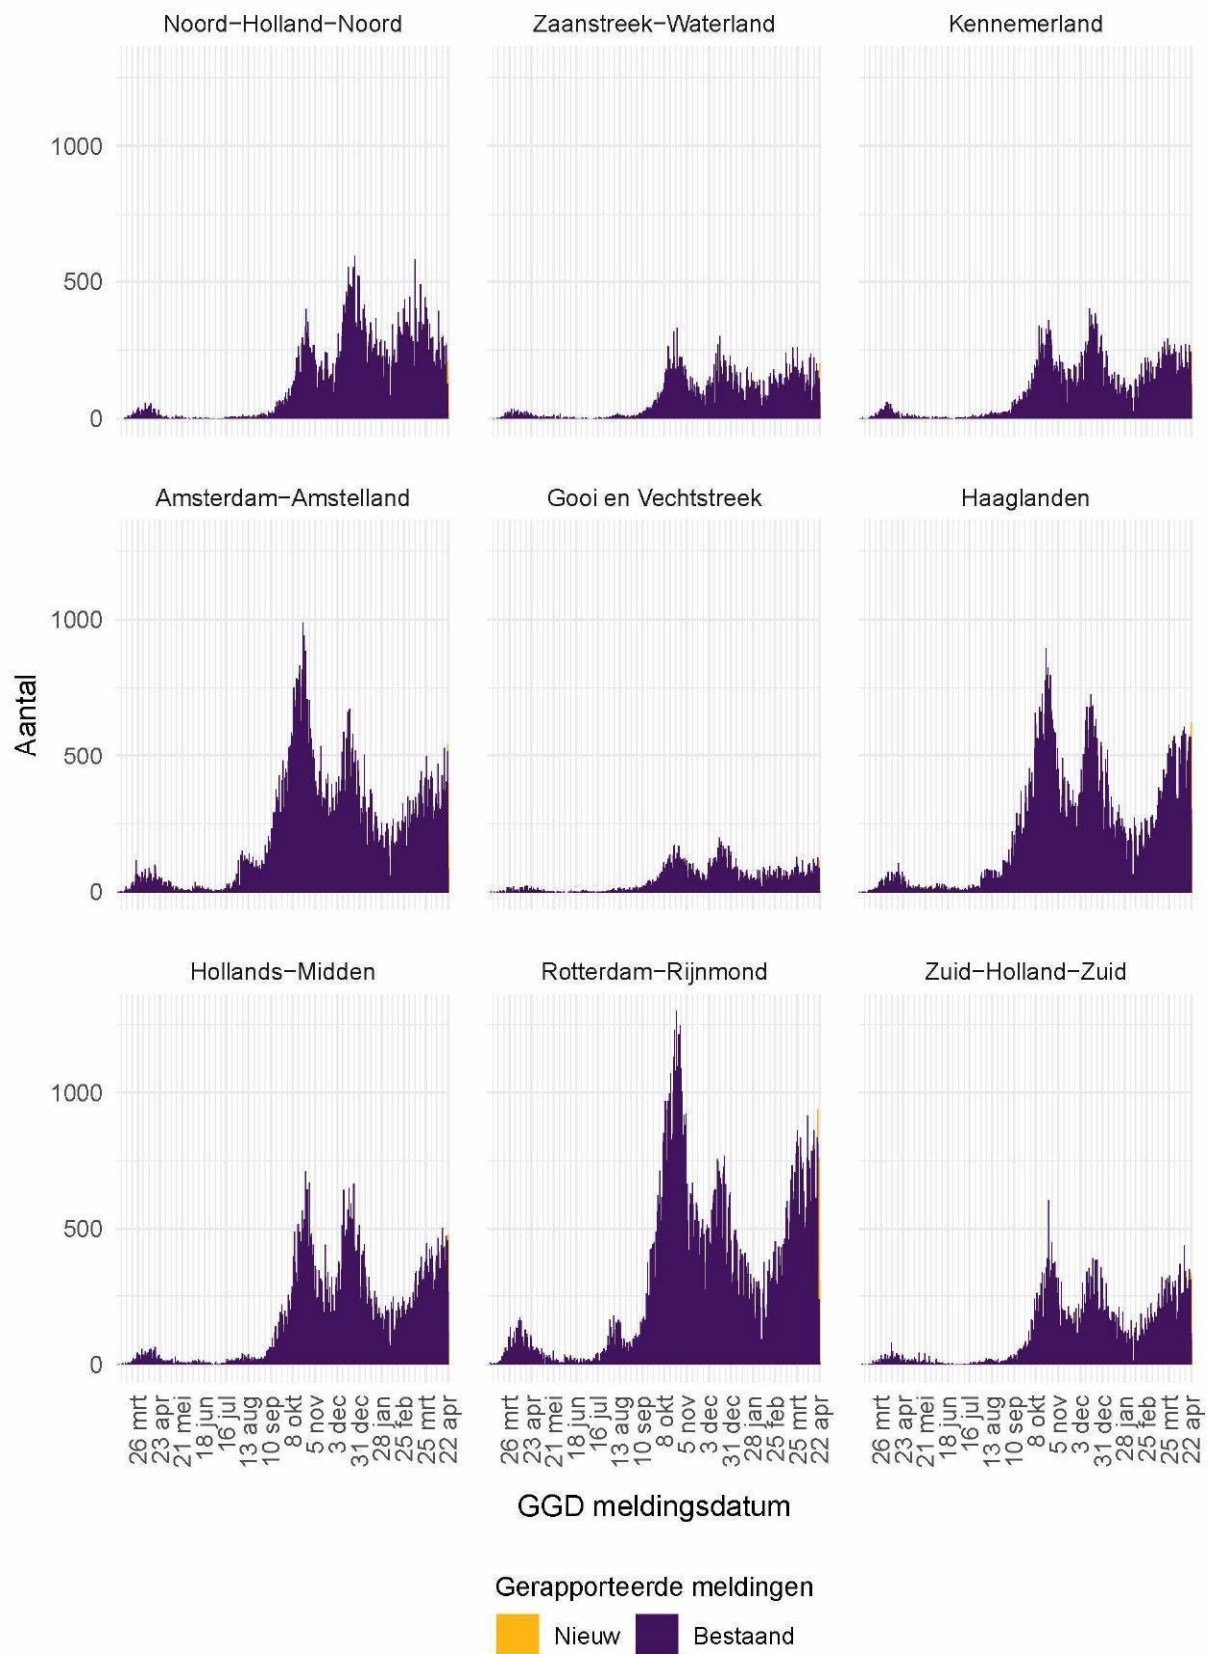 Noord-Holland-Noord
Zaanstreek-Waterland
Kennemerland
1000
500
0
Amsterdam-Amstelland
Gooi en Vechtstreek
Haaglanden
1000
500
0
Aantal
Hollands-Midden
Rotterdam-Rijnmond
Zuid-Holland-Zuid
1000
500
0
26 mrt
23 apr
21 mei
18 jun
16 jul
13 aug
10 sep
8 okt
5 nov
3 dec
31 dec
28 jan
25 feb
25 mrt
22 apr
26 mrt
23 apr
21 mei
18 jun
16 jul
13 aug
10 sep
8 okt
5 nov
3 dec
31 dec
28 jan
25 feb
25 mrt
22 apr
26 mrt
23 apr
21 mei
18 jun
16 jul
13 aug
10 sep
8 okt
5 nov
3 dec
31 dec
28 jan
25 feb
25 mrt
22 apr
GGD meldingsdatum
Gerapporteerde meldingen
Nieuw
Bestaand